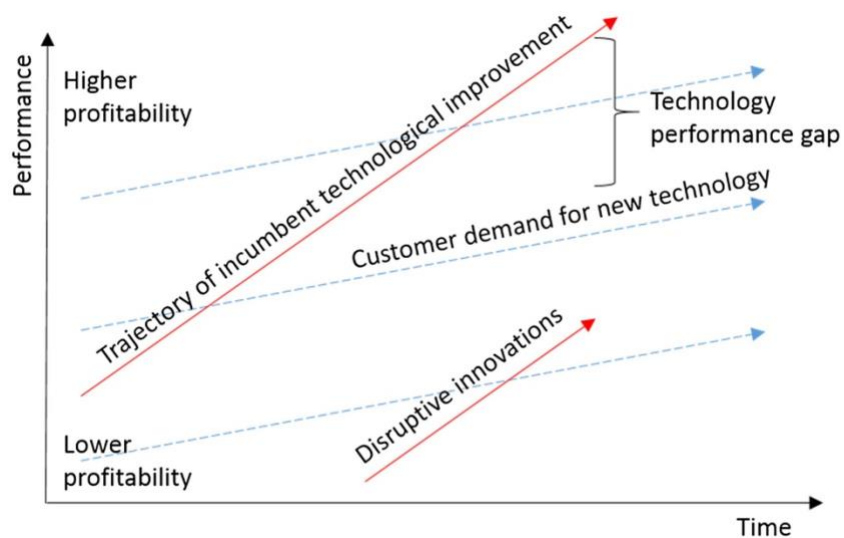 Performance
Higher
profitability
Trajectory of incumbent technological improvement
Technology
performance gap
Customer demand for new technology
Disruptive innovations
Lower
profitability
Time